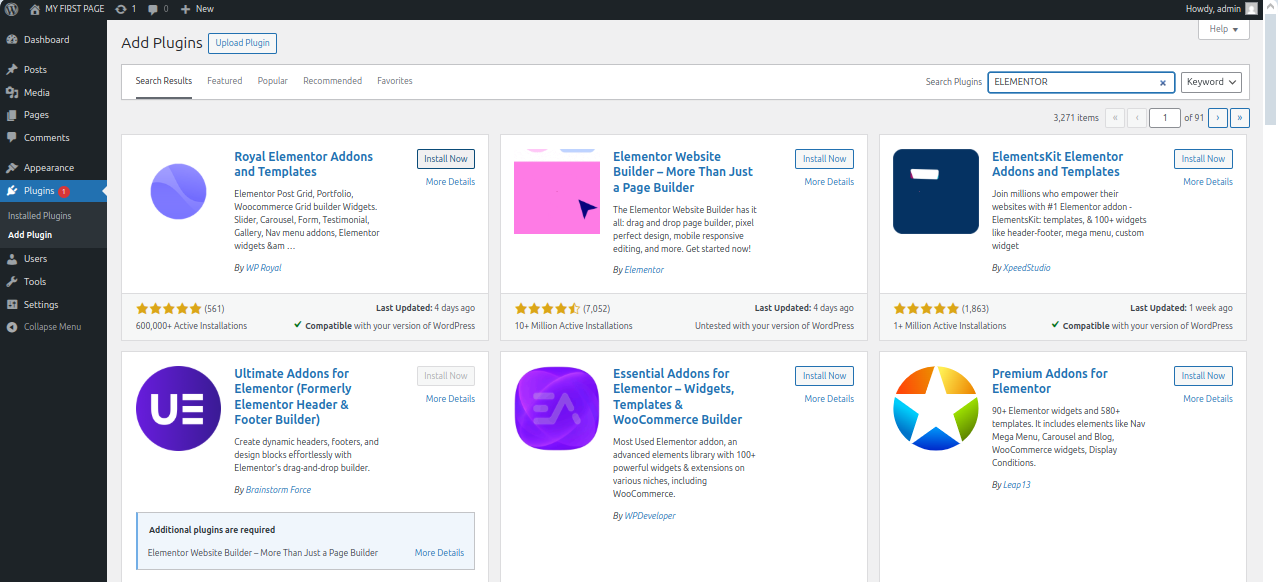 MY FIRST PAGE 1 0 + New Howdy, admin
Help
Dashboard
Posts
Media
Pages
Comments
Appearance
Plugins 1
Installed Plugins
Add Plugin
Users
Tools
Settings
Collapse Menu
Add Plugins Upload Plugin
Search Results Featured Popular Recommended Favorites Search Plugins ELEMENTOR × Keyword
3,271 items « ‹ 1 of 91 › »
Royal Elementor Addons
and Templates
Install Now
More Details
Elementor Post Grid, Portfolio,
Woocommerce Grid builder Widgets.
Slider, Carousel, Form, Testimonial,
Gallery, Nav menu addons, Elementor
widgets &am …
By WP Royal
(561)
Last Updated: 4 days ago
600,000+ Active Installations
✔ Compatible with your version of WordPress
Elementor Website
Builder – More Than Just
a Page Builder
Install Now
More Details
The Elementor Website Builder has it
all: drag and drop page builder, pixel
perfect design, mobile responsive
editing, and more. Get started now!
By Elementor
(7,052)
Last Updated: 4 days ago
10+ Million Active Installations
Untested with your version of WordPress
ElementsKit Elementor
Addons and Templates
Install Now
More Details
Join millions who empower their
websites with #1 Elementor addon -
ElementsKit: templates, & 100+ widgets
like header-footer, mega menu, custom
widget
By XpeedStudio
(1,863)
Last Updated: 1 week ago
1+ Million Active Installations
✔ Compatible with your version of WordPress
UE
Ultimate Addons for
Elementor (Formerly
Elementor Header &
Footer Builder)
Install Now
More Details
Create dynamic headers, footers, and
design blocks effortlessly with
Elementor's drag-and-drop builder.
By Brainstorm Force
Additional plugins are required
Elementor Website Builder – More Than Just a Page Builder More Details
EA
Essential Addons for
Elementor – Widgets,
Templates &
WooCommerce Builder
Install Now
More Details
Most Used Elementor addon, an
advanced elements library with 100+
powerful widgets & extensions on
various niches, including
WooCommerce.
By WPDeveloper
Premium Addons for
Elementor
Install Now
More Details
90+ Elementor widgets and 580+
templates. It includes elements like Nav
Mega Menu, Carousel and Blog,
WooCommerce widgets, Display
Conditions.
By Leap13